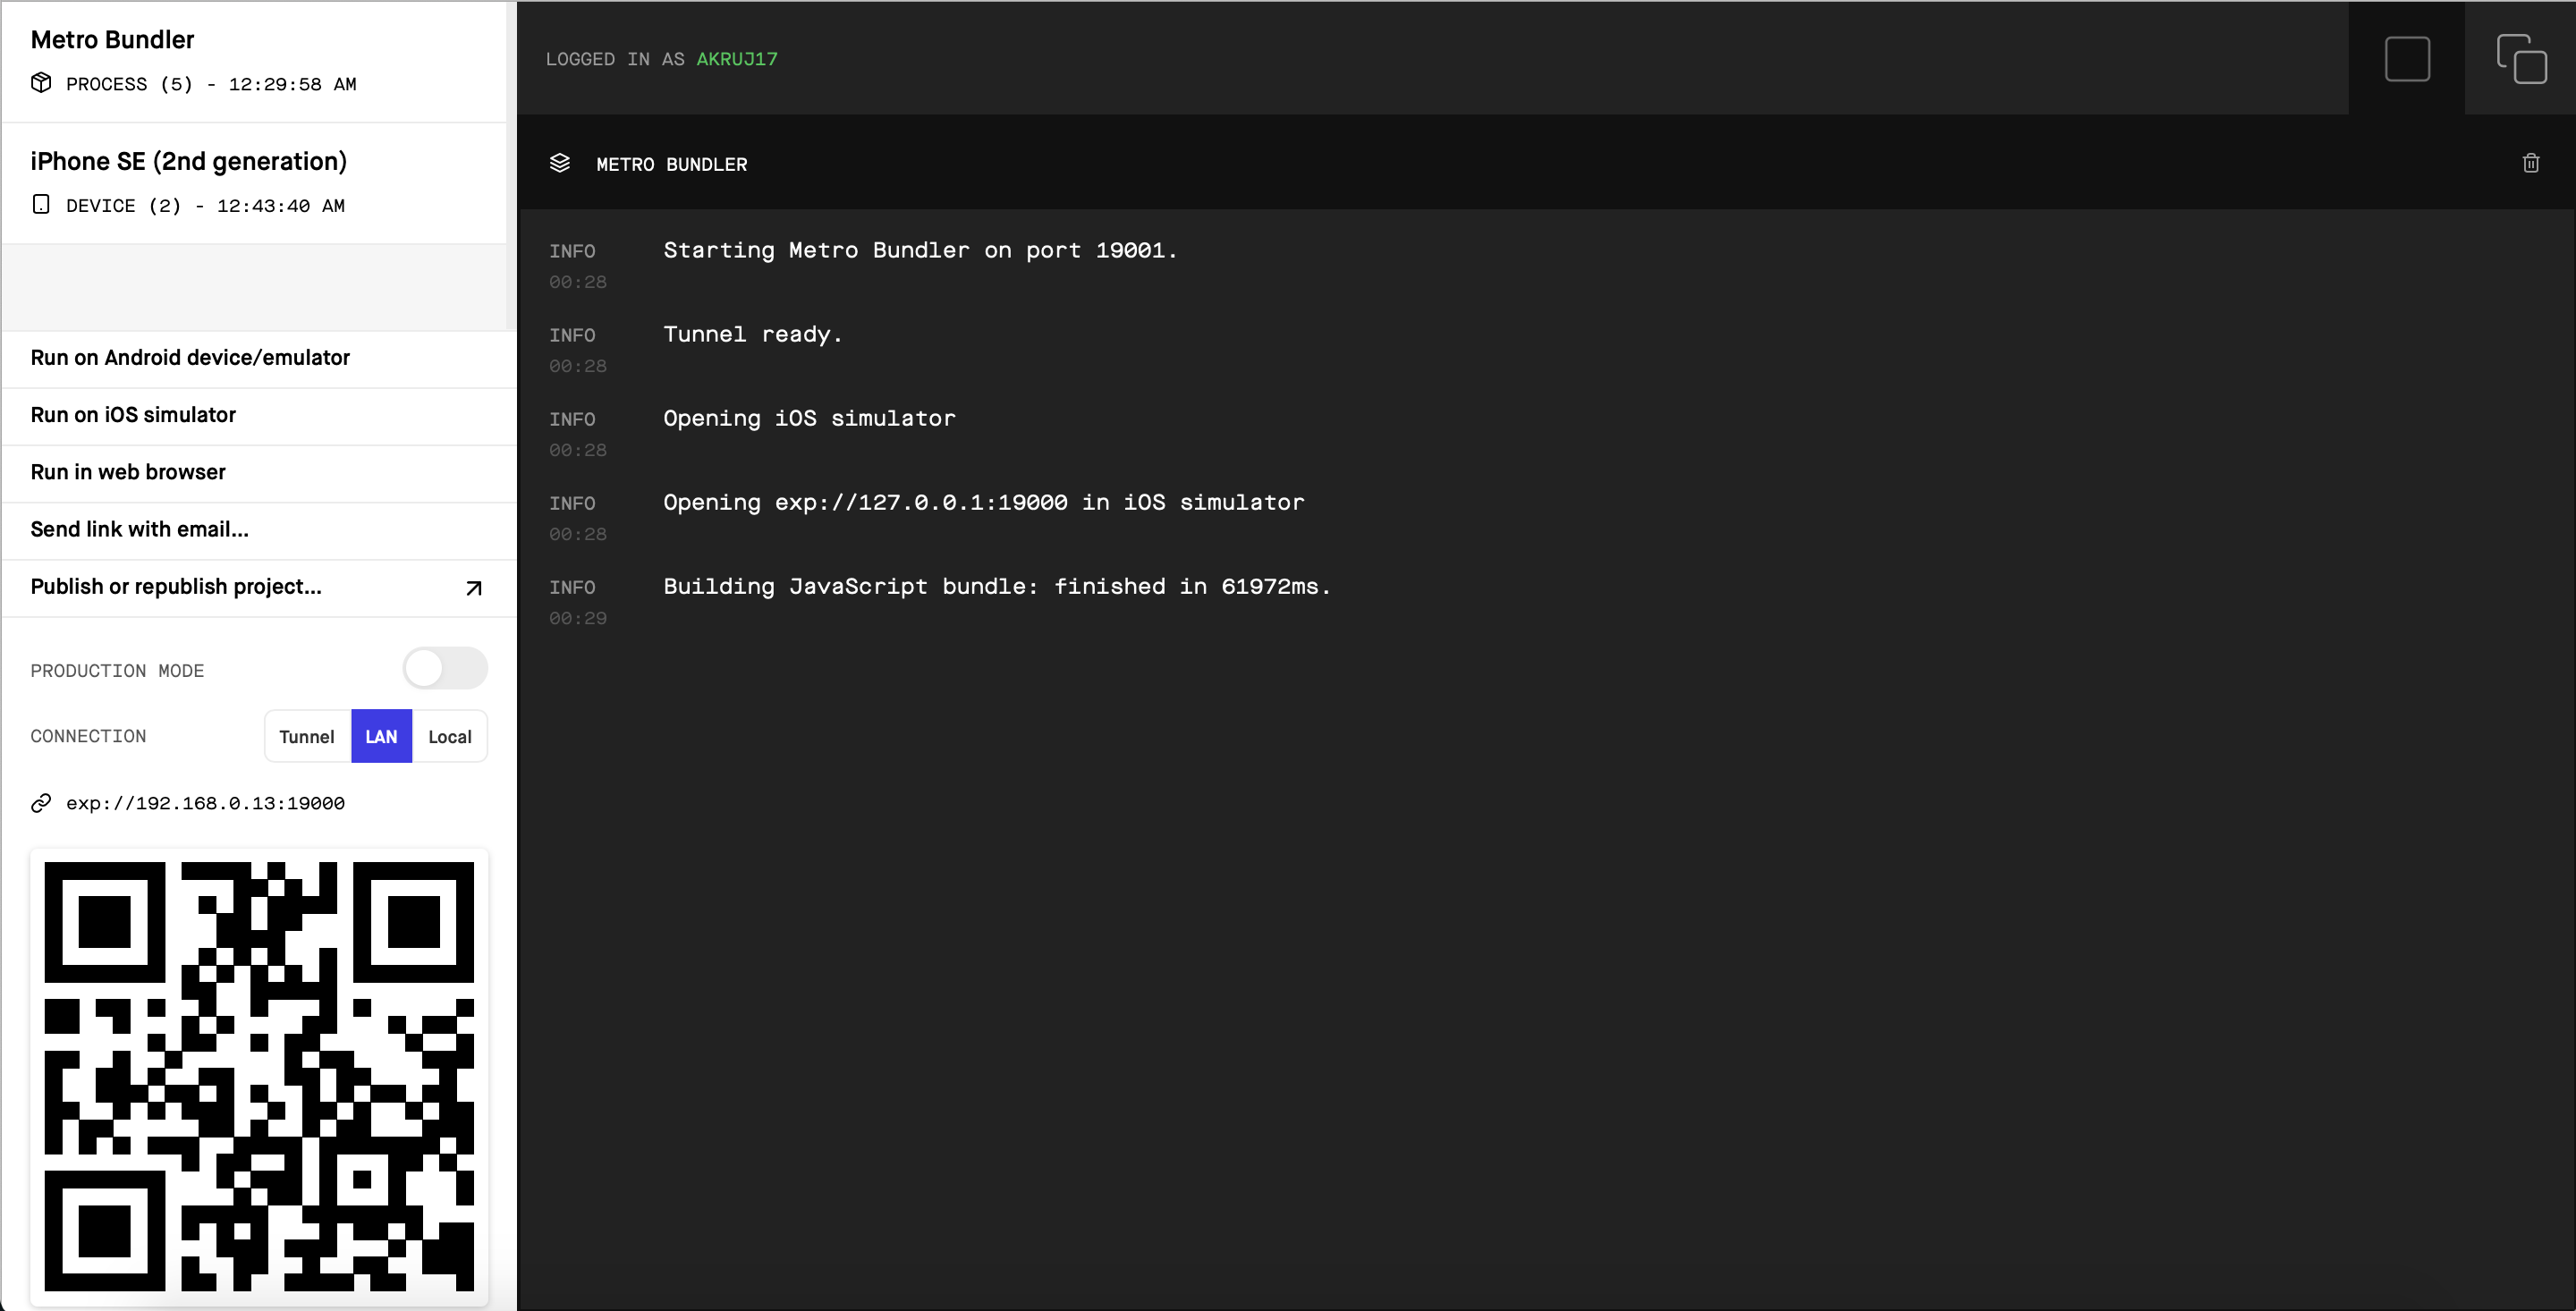 Metro Bundler
PROCESS (5) - 12:29:58 AM
iPhone SE (2nd generation)
DEVICE (2) - 12:43:40 AM
Run on Android device/emulator
Run on iOS simulator
Run in web browser
Send link with email...
Publish or republish project...
PRODUCTION MODE
CONNECTION
Tunnel LAN Local
exp://192.168.0.13:19000
LOGGED IN AS AKRUJ17
METRO BUNDLER
INFO Starting Metro Bundler on port 19001.
00:28
INFO Tunnel ready.
00:28
INFO Opening iOS simulator
00:28
INFO Opening exp://127.0.0.1:19000 in iOS simulator
00:28
INFO Building JavaScript bundle: finished in 61972ms.
00:29